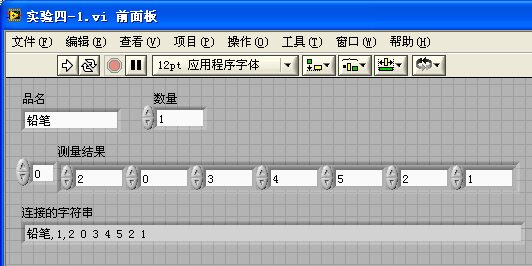 实验四-1.vi 前面板
文件(F) 编辑(E) 查看(V) 项目(P) 操作(O) 工具(T) 窗口(W) 帮助(H)
12pt 应用程序字体
品名 数量
铅笔 1
测量结果
0 2 0 3 4 5 2 1
连接的字符串
铅笔,1,2 0 3 4 5 2 1